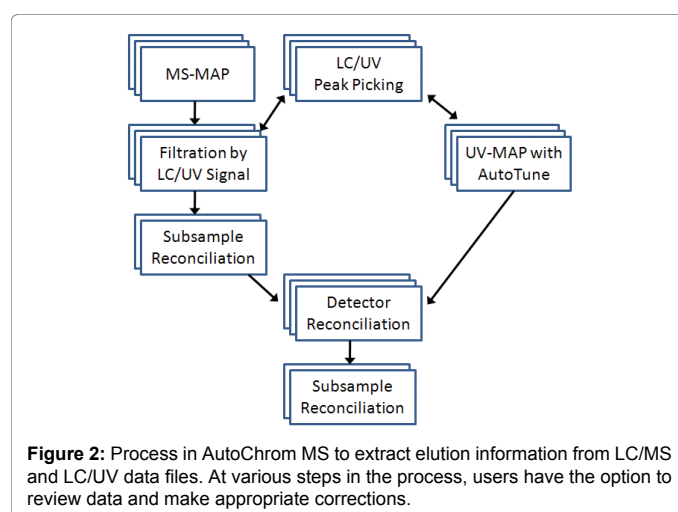 MS-MAP
LC/UV
Peak Picking
Filtration by
LC/UV Signal
UV-MAP with
AutoTune
Subsample
Reconciliation
Detector
Reconciliation
Subsample
Reconciliation
Figure 2: Process in AutoChrom MS to extract elution information from LC/MS
and LC/UV data files. At various steps in the process, users have the option to
review data and make appropriate corrections.